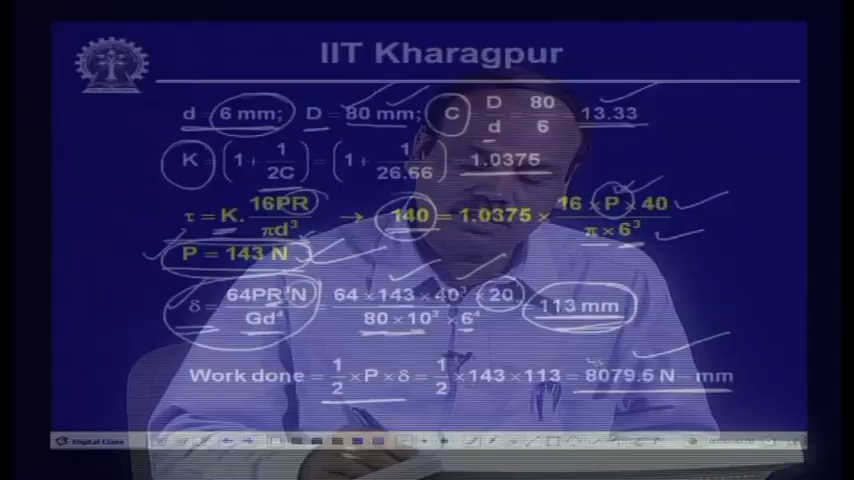 IIT Kharagpur
d = 6 mm; D = 80 mm; C = D/d = 80/6 = 13.33
K = (1 + 1/2C) = (1 + 1/26.66) = 1.0375
τ = K. 16PR/πd³ → 140 = 1.0375 × 16 × P × 40/π × 6³
P = 143 N
δ = 64PR³N/Gd⁴ = 64 × 143 × 40³ × 20/80 × 10³ × 6⁴ = 113 mm
Work done = 1/2 × P × δ = 1/2 × 143 × 113 = 8079.5 N – mm
Digital Class